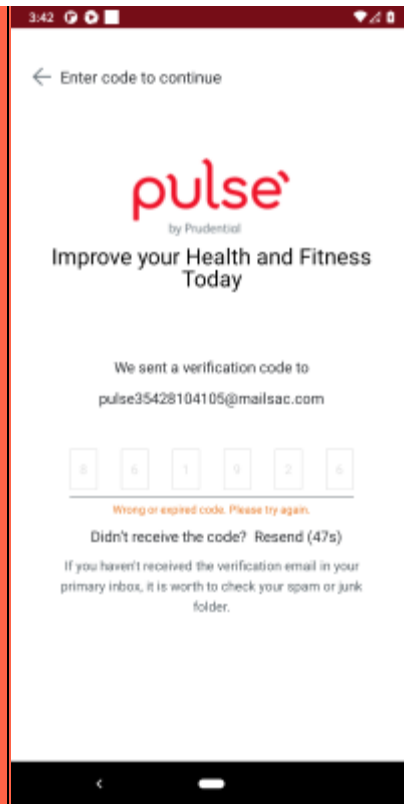 3:42
Enter code to continue
pulse
by Prudential
Improve your Health and Fitness
Today
We sent a verification code to
pulse35428104105@mailsac.com
8 6 1 9 2 6
Wrong or expired code. Please try again.
Didn't receive the code? Resend (47s)
If you haven't received the verification email in your
primary inbox, it is worth to check your spam or junk
folder.